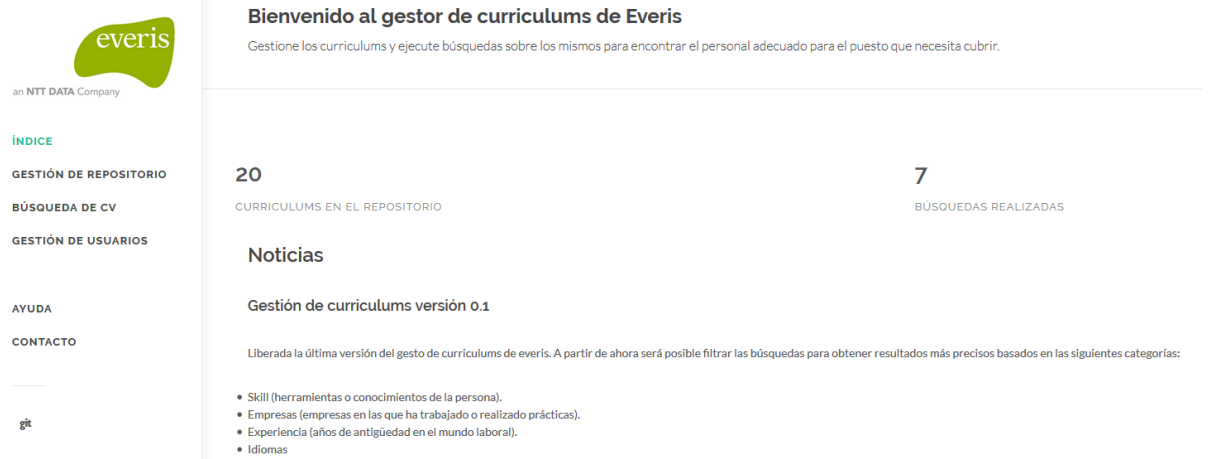 everis
an NTT DATA Company
ÍNDICE
GESTIÓN DE REPOSITORIO
BÚSQUEDA DE CV
GESTIÓN DE USUARIOS
AYUDA
CONTACTO
git
Bienvenido al gestor de curriculums de Everis
Gestione los curriculums y ejecute búsquedas sobre los mismos para encontrar el personal adecuado para el puesto que necesita cubrir.
20
CURRICULUMS EN EL REPOSITORIO
7
BÚSQUEDAS REALIZADAS
Noticias
Gestión de curriculums versión 0.1
Liberada la última versión del gesto de curriculums de everis. A partir de ahora será posible filtrar las búsquedas para obtener resultados más precisos basados en las siguientes categorías:
• Skill (herramientas o conocimientos de la persona).
• Empresas (empresas en las que ha trabajado o realizado prácticas).
• Experiencia (años de antigüedad en el mundo laboral).
• Idiomas